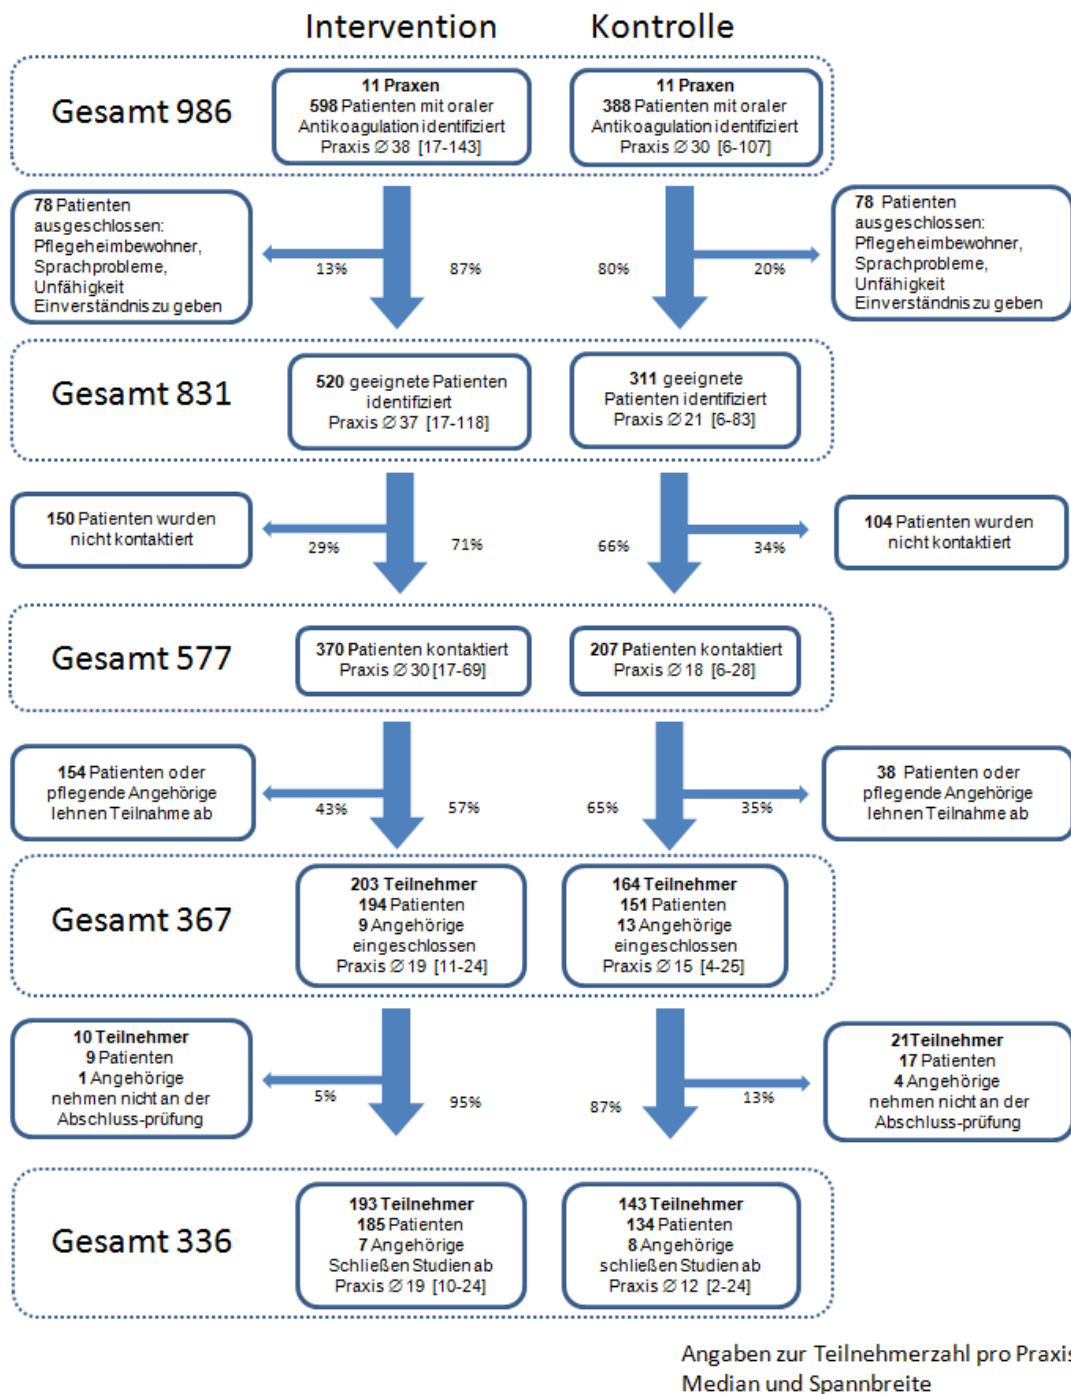 Intervention
Kontrolle
Gesamt 986
11 Praxen
598 Patienten mit oraler
Antikoagulation identifiziert
Praxis ∅ 38 [17-143]
11 Praxen
388 Patienten mit oraler
Antikoagulation identifiziert
Praxis ∅ 30 [6-107]
78 Patienten
ausgeschlossen:
Pflegeheimbewohner,
Sprachprobleme,
Unfähigkeit
Einverständnis zu geben
13%
87%
80%
20%
78 Patienten
ausgeschlossen:
Pflegeheimbewohner,
Sprachprobleme,
Unfähigkeit
Einverständnis zu geben
Gesamt 831
520 geeignete Patienten
identifiziert
Praxis ∅ 37 [17-118]
311 geeignete
Patienten identifiziert
Praxis ∅ 21 [6-83]
150 Patienten wurden
nicht kontaktiert
29%
71%
66%
34%
104 Patienten wurden
nicht kontaktiert
Gesamt 577
370 Patienten kontaktiert
Praxis ∅ 30 [17-69]
207 Patienten kontaktiert
Praxis ∅ 18 [6-28]
154 Patienten oder
pflegende Angehörige
lehnen Teilnahme ab
43%
57%
65%
35%
38 Patienten oder
pflegende Angehörige
lehnen Teilnahme ab
Gesamt 367
203 Teilnehmer
194 Patienten
9 Angehörige
eingeschlossen
Praxis ∅ 19 [11-24]
164 Teilnehmer
151 Patienten
13 Angehörige
eingeschlossen
Praxis ∅ 15 [4-25]
10 Teilnehmer
9 Patienten
1 Angehörige
nehmen nicht an der
Abschluss-prüfung
5%
95%
87%
13%
21Teilnehmer
17 Patienten
4 Angehörige
nehmen nicht an der
Abschluss-prüfung
Gesamt 336
193 Teilnehmer
185 Patienten
7 Angehörige
Schließen Studien ab
Praxis ∅ 19 [10-24]
143 Teilnehmer
134 Patienten
8 Angehörige
schließen Studien ab
Praxis ∅ 12 [2-24]
Angaben zur Teilnehmerzahl pro Praxis
Median und Spannbreite